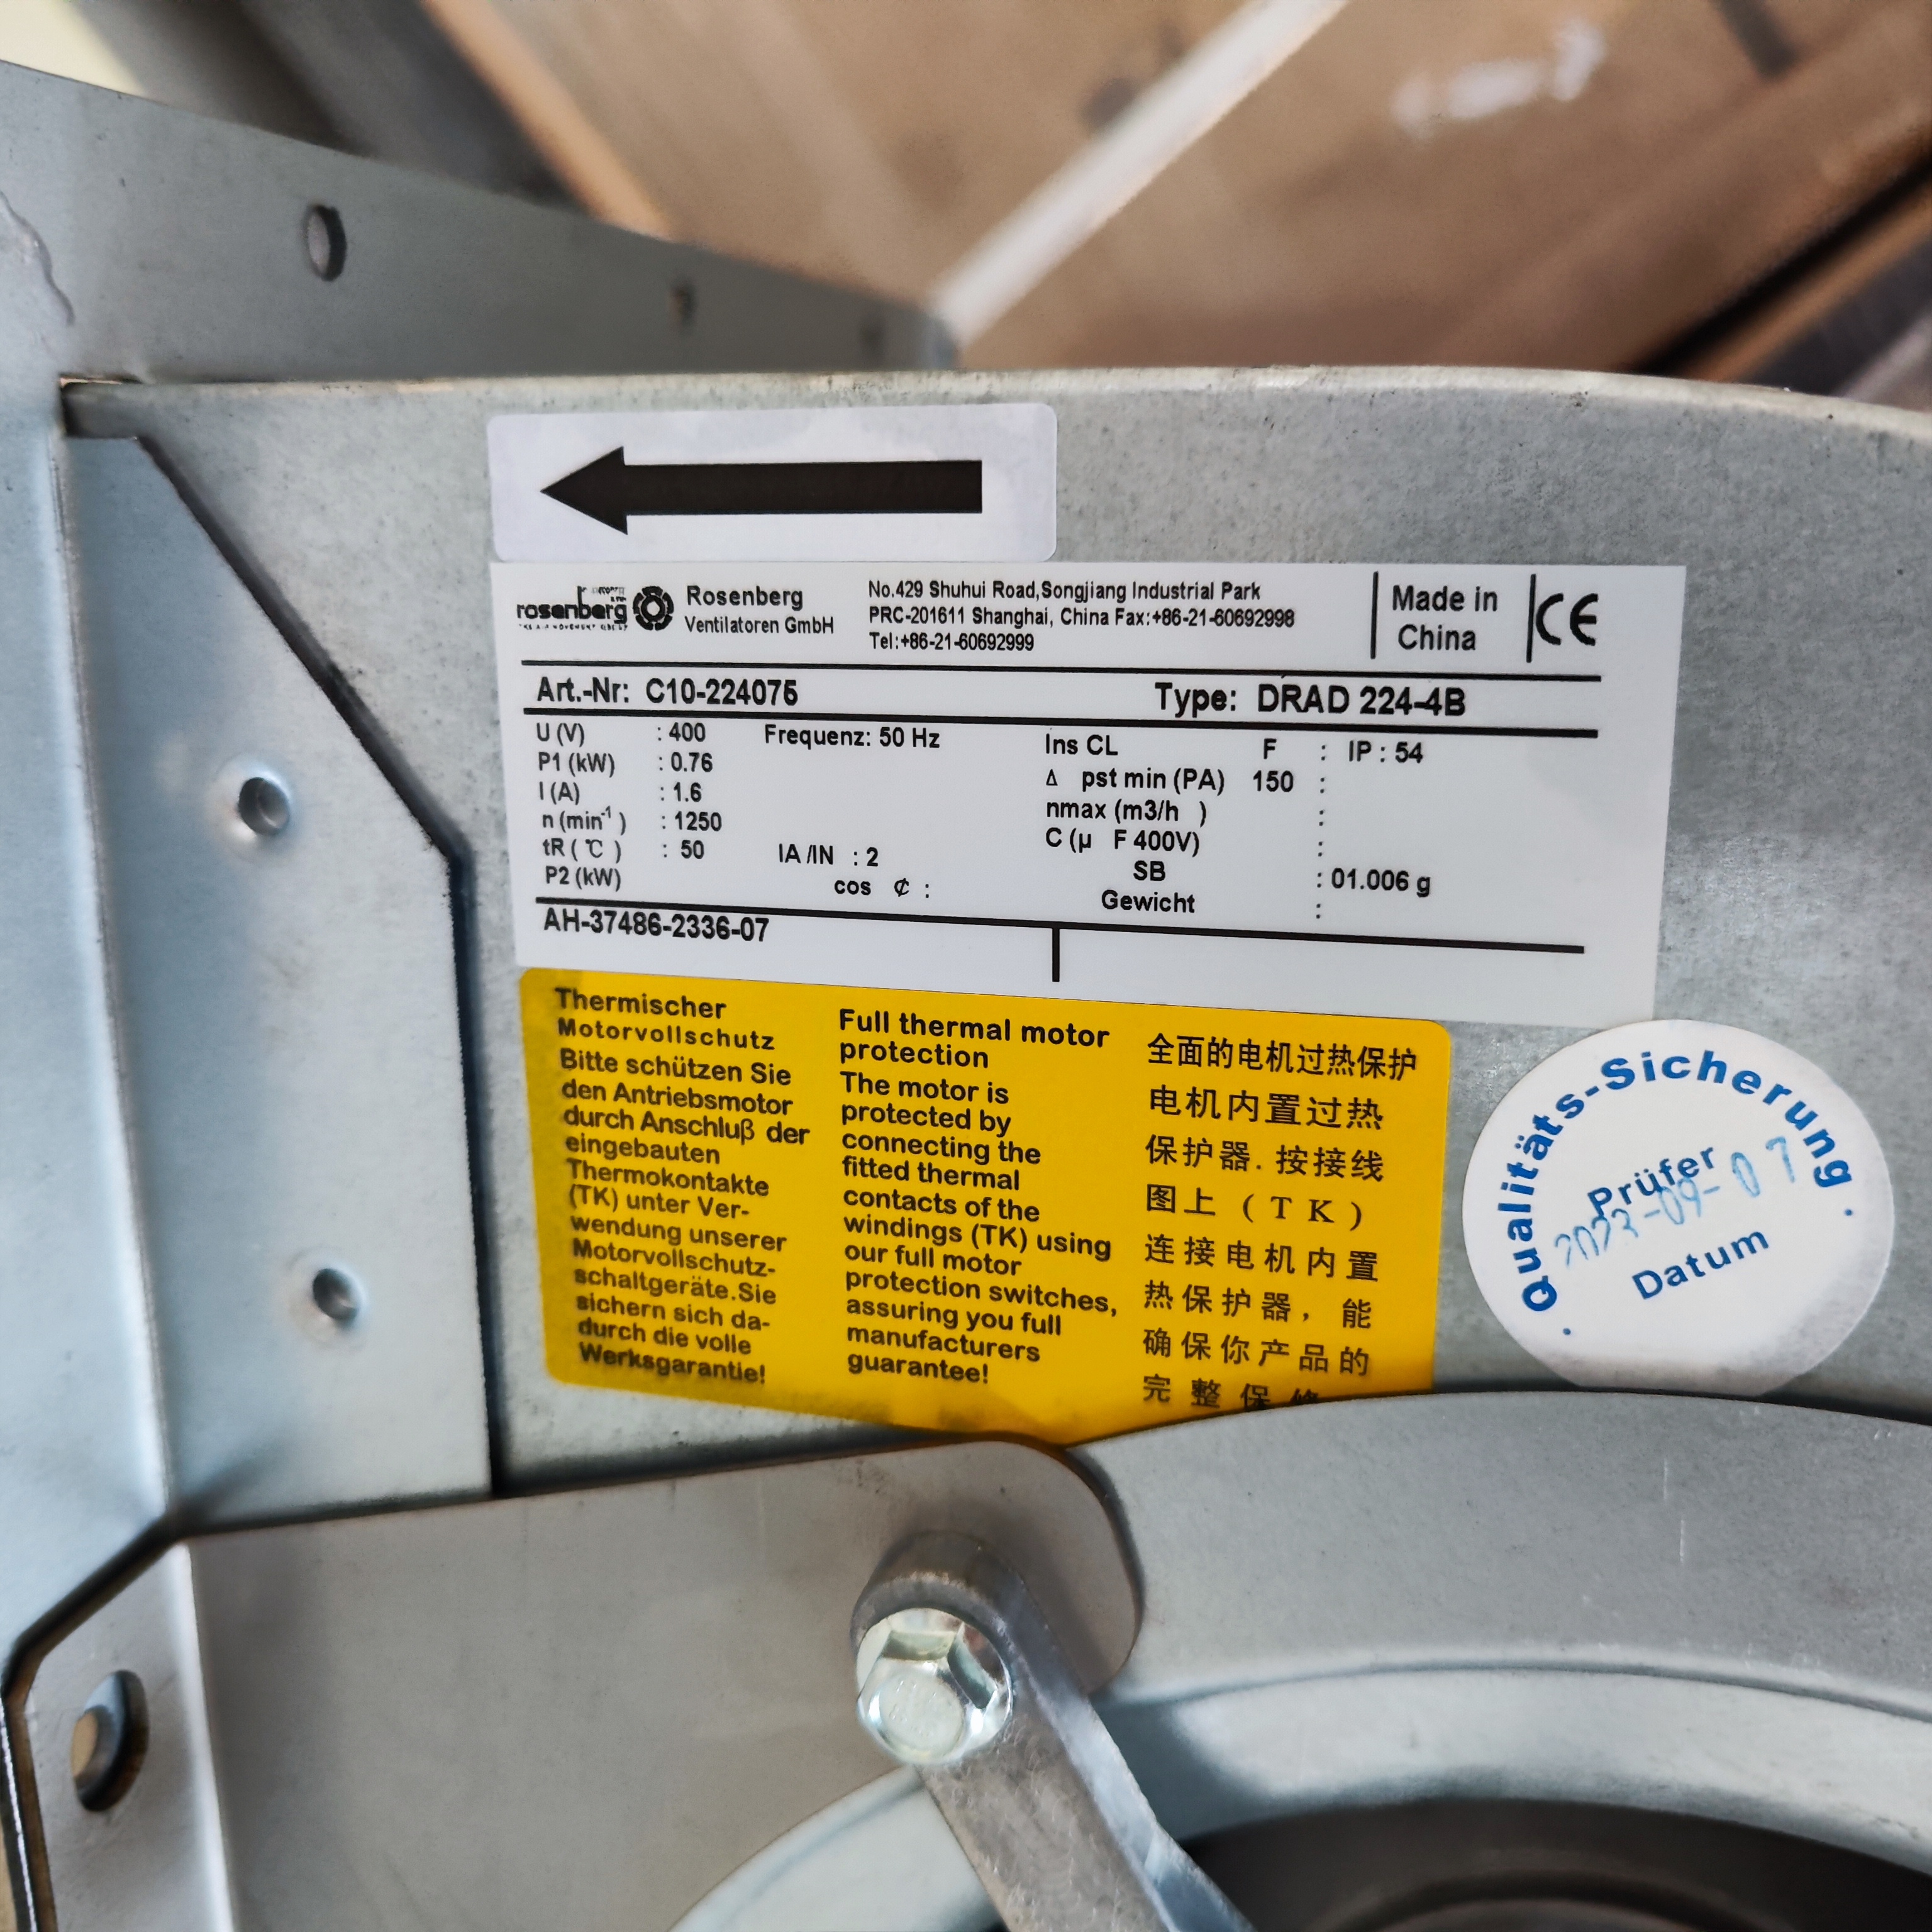 rosenberg
Rosenberg
Ventilatoren GmbH
No.429 Shuhui Road,Songjiang Industrial Park
PRC-201611 Shanghai, China Fax:+86-21-60692998
Tel:+86-21-60692999
Made in
China
CE
Art.-Nr: C10-224075 Type: DRAD 224-4B
U (V) : 400 Frequenz: 50 Hz Ins CL F : IP : 54
P1 (kW) : 0.76 Δ pst min (PA) 150 :
I (A) : 1.6 nmax (m3/h ) :
n (min⁻¹ ) : 1250 C (μ F 400V) :
tR ( ℃ ) : 50 IA /IN : 2 SB : 01.006 g
P2 (kW) cos ¢ : Gewicht :
AH-37486-2336-07
Thermischer
Motorvollschutz
Bitte schützen Sie
den Antriebsmotor
durch Anschluβ der
eingebauten
Thermokontakte
(TK) unter Ver-
wendung unserer
Motorvollschutz-
schaltgeräte.Sie
sichern sich da-
durch die volle
Werksgarantie!
Full thermal motor
protection
The motor is
protected by
connecting the
fitted thermal
contacts of the
windings (TK) using
our full motor
protection switches,
assuring you full
manufacturers
guarantee!
全面的电机过热保护
电机内置过热
保护器.按接线
图上 (TK)
连接电机内置
热保护器，能
确保你产品的
完整保修
Qualitäts-Sicherung
Prüfer
2023-09-07
Datum